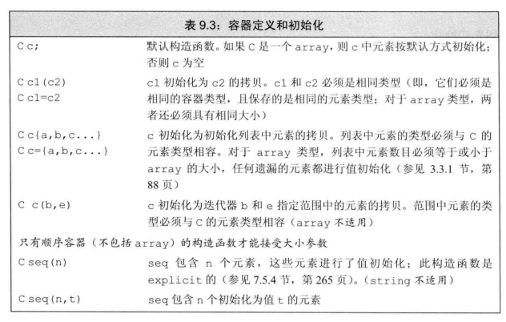 表 9.3：容器定义和初始化
C c; 默认构造函数。如果 C 是一个 array，则 c 中元素按默认方式初始化；
否则 c 为空
C c1(c2) c1 初始化为 c2 的拷贝。c1 和 c2 必须是相同类型（即，它们必须是
C c1=c2 相同的容器类型，且保存的是相同的元素类型；对于 array 类型，两
者还必须具有相同大小）
C c{a,b,c...} c 初始化为初始化列表中元素的拷贝。列表中元素的类型必须与 C 的
C c={a,b,c...} 元素类型相容。对于 array 类型，列表中元素数目必须等于或小于
array 的大小，任何遗漏的元素都进行值初始化（参见 3.3.1 节，第
88 页）
C c(b,e) c 初始化为迭代器 b 和 e 指定范围中的元素的拷贝。范围中元素的类
型必须与 C 的元素类型相容（array 不适用）
只有顺序容器（不包括 array）的构造函数才能接受大小参数
C seq(n) seq 包含 n 个元素，这些元素进行了值初始化；此构造函数是
explicit 的（参见 7.5.4 节，第 265 页）。（string 不适用）
C seq(n,t) seq 包含 n 个初始化为值 t 的元素